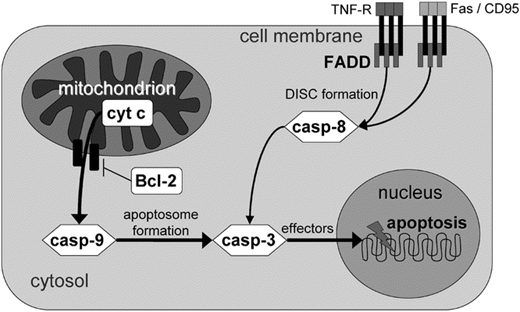 TNF-R
Fas / CD95
cell membrane
FADD
mitochondrion
cyt c
DISC formation
casp-8
Bcl-2
nucleus
apoptosome
formation
effectors
apoptosis
casp-9
casp-3
cytosol